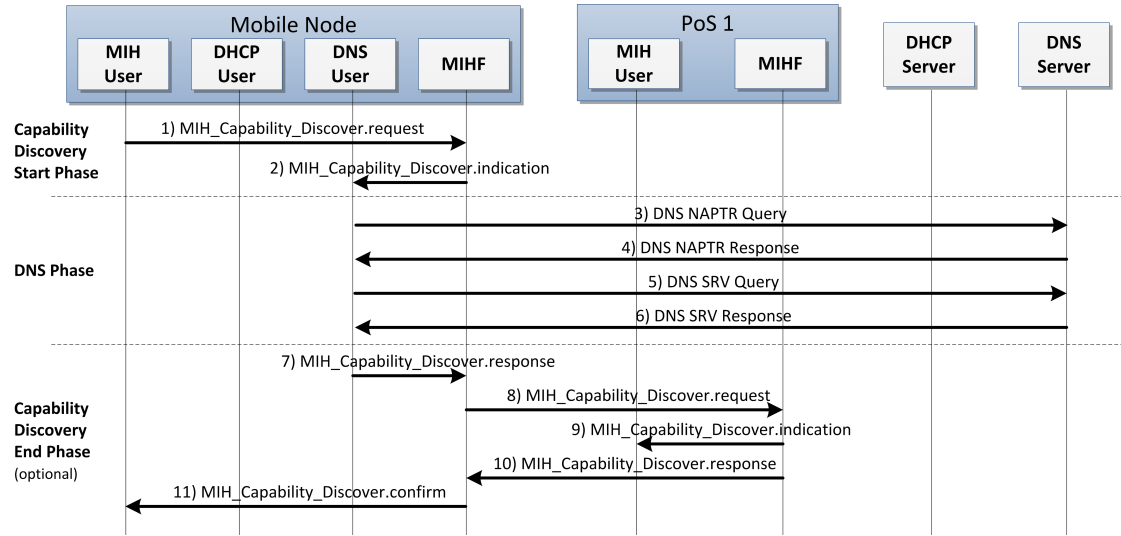 Mobile Node
PoS 1
MIH
User
DHCP
User
DNS
User
MIHF
MIH
User
MIHF
DHCP
Server
DNS
Server
Capability
Discovery
Start Phase
1) MIH_Capability_Discover.request
2) MIH_Capability_Discover.indication
DNS Phase
3) DNS NAPTR Query
4) DNS NAPTR Response
5) DNS SRV Query
6) DNS SRV Response
Capability
Discovery
End Phase
(optional)
7) MIH_Capability_Discover.response
8) MIH_Capability_Discover.request
9) MIH_Capability_Discover.indication
10) MIH_Capability_Discover.response
11) MIH_Capability_Discover.confirm